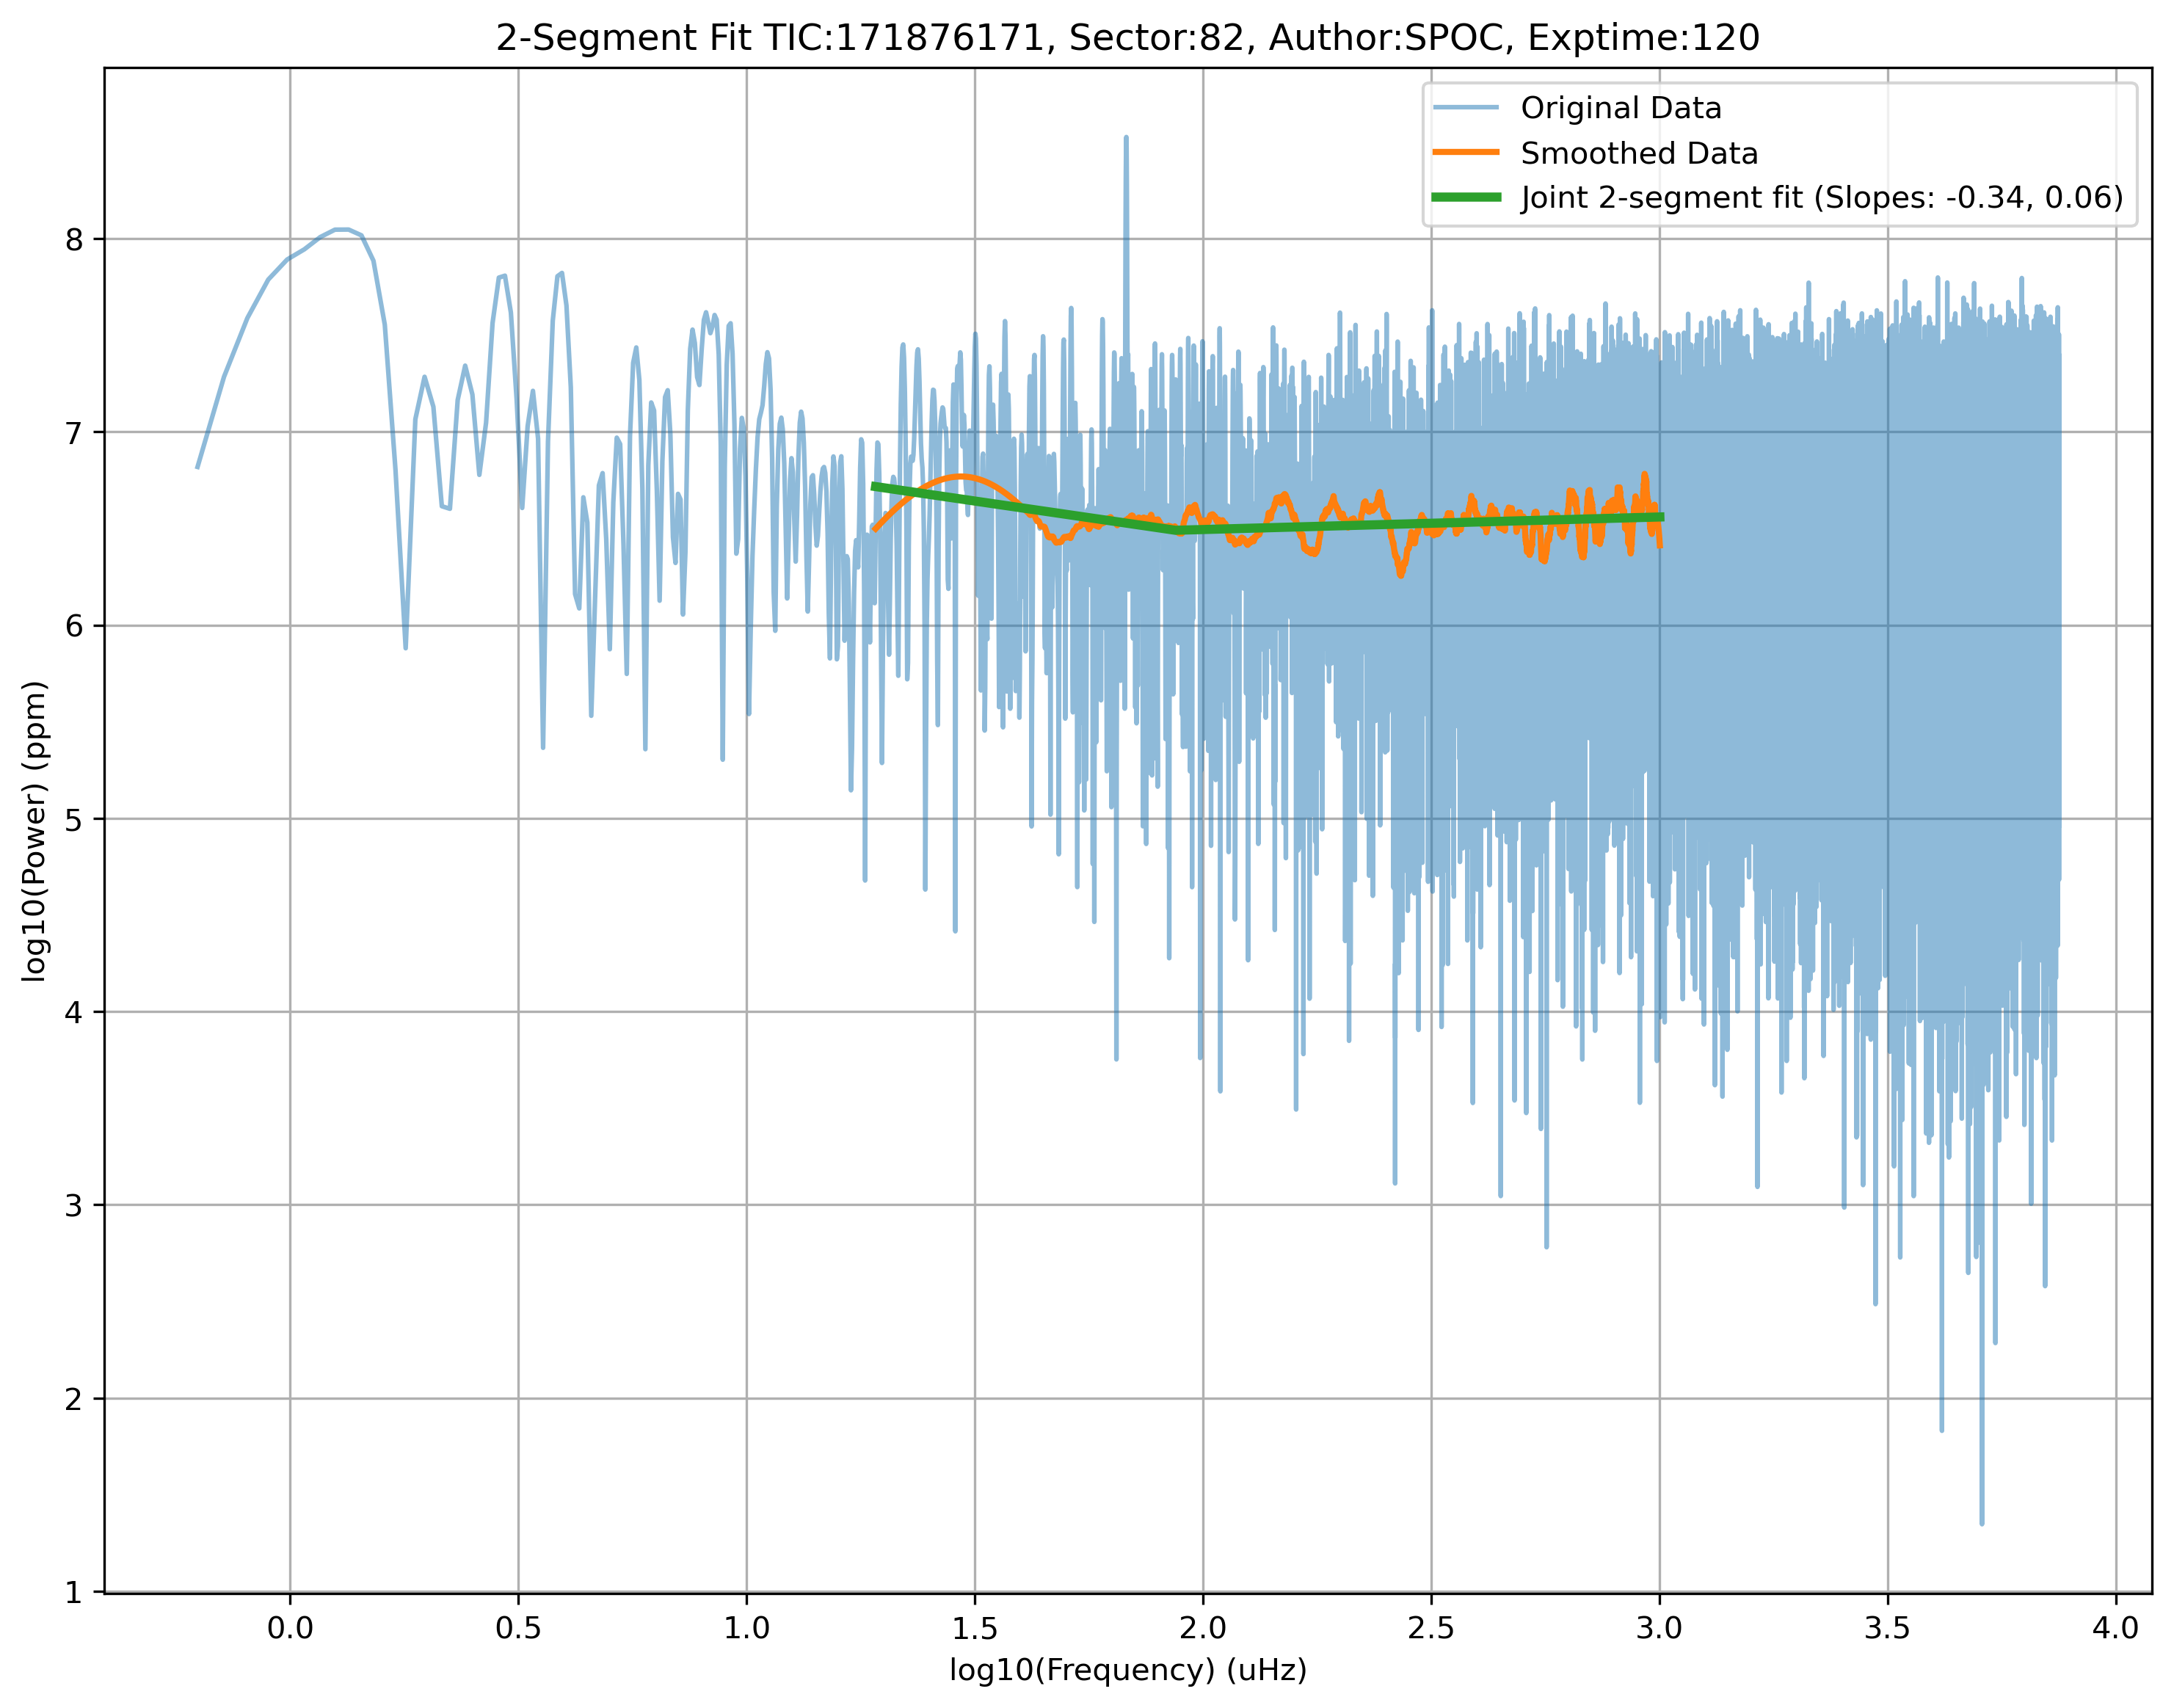 2-Segment Fit TIC:171876171, Sector:82, Author:SPOC, Exptime:120
Original Data
Smoothed Data
Joint 2-segment fit (Slopes: -0.34, 0.06)
log10(Power) (ppm)
8
7
6
5
4
3
2
1
0.0 0.5 1.0 1.5 2.0 2.5 3.0 3.5 4.0
log10(Frequency) (uHz)